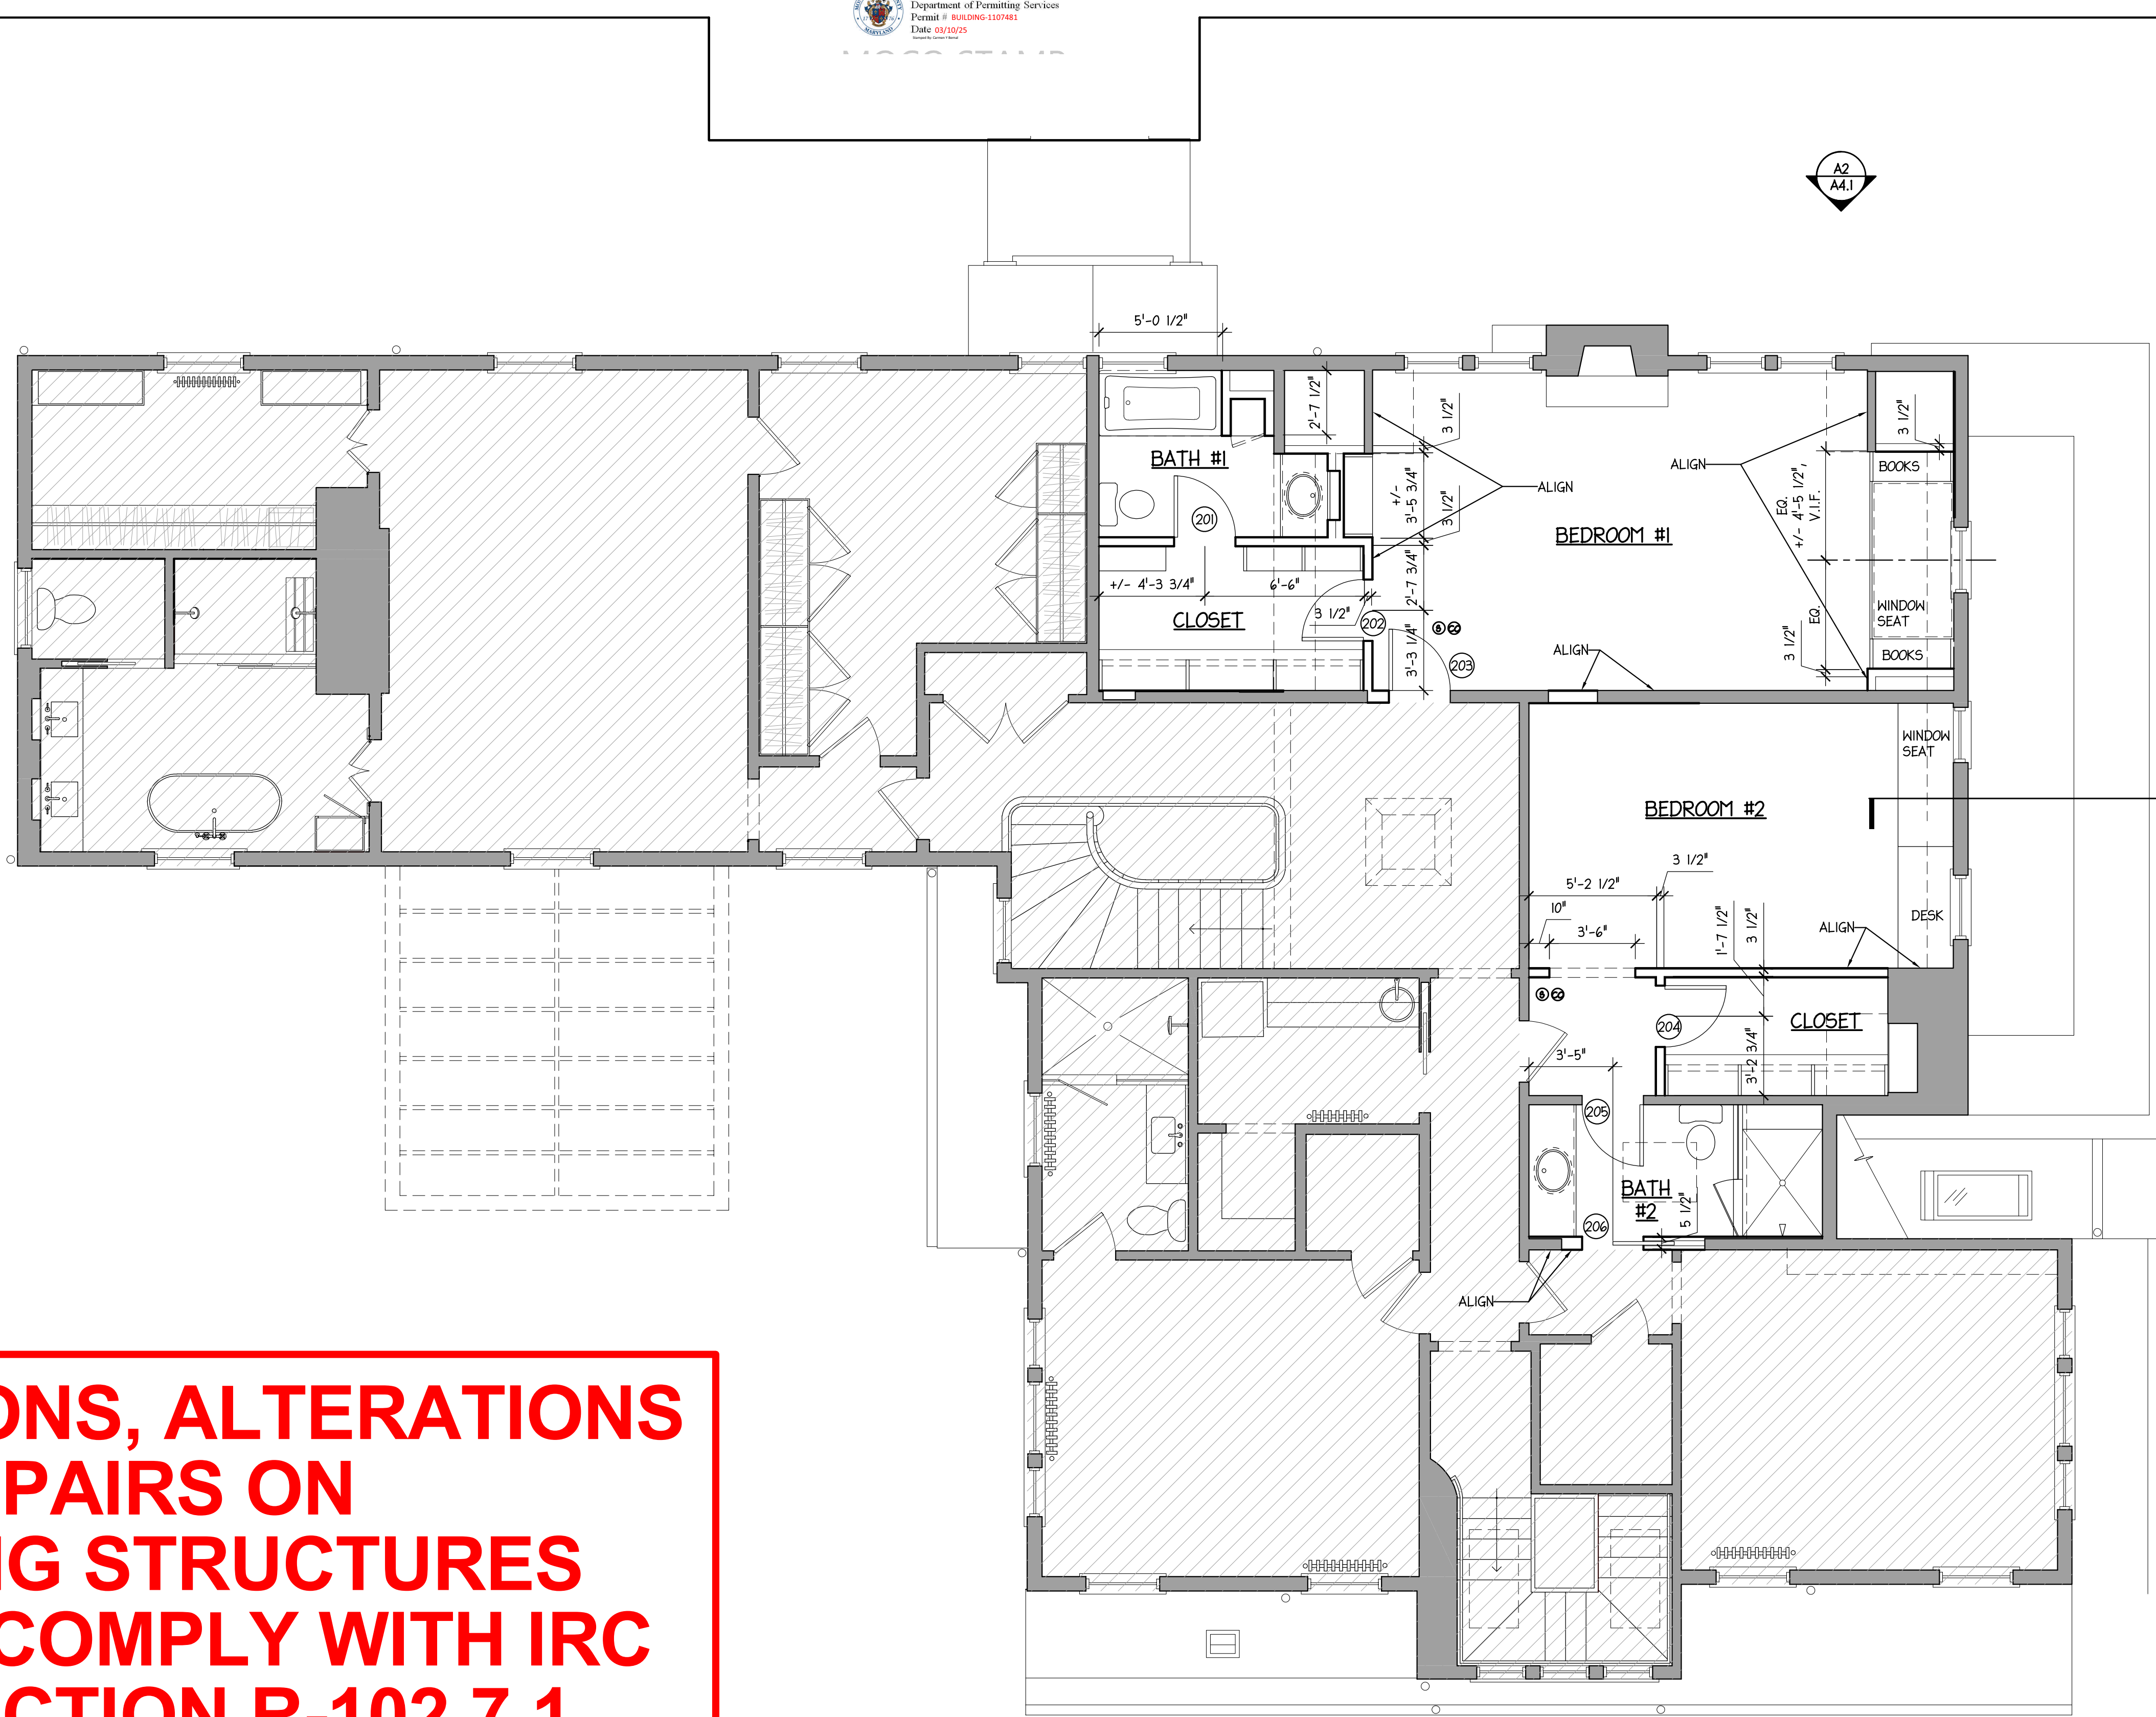 Department of Permitting Services
Permit # BUILDING-1107481
Date 03/10/25
MARYLAND
A2
A4.1
5'-0 1/2"
2'-7 1/2"
3 1/2"
3 1/2"
BATH #1
ALIGN
BOOKS
+/-
3'-5 3/4"
3 1/2"
ALIGN
EQ.
+/- 4'-5 1/2",
V.I.F.
201
BEDROOM #1
+/- 4'-3 3/4"
6'-6"
2'-7 3/4"
CLOSET
3 1/2"
202
WINDOW
SEAT
EQ.
3'-3 1/4"
203
ALIGN
3 1/2"
BOOKS
WINDOW
SEAT
BEDROOM #2
3 1/2"
5'-2 1/2"
10"
3'-6"
1'-7 1/2"
3 1/2"
ALIGN
DESK
204
CLOSET
3'-5"
3'-2 3/4"
205
BATH
#2
5 1/2"
206
ALIGN
ONS, ALTERATIONS
PAIRS ON
NG STRUCTURES
COMPLY WITH IRC
CTION R-102.7.1